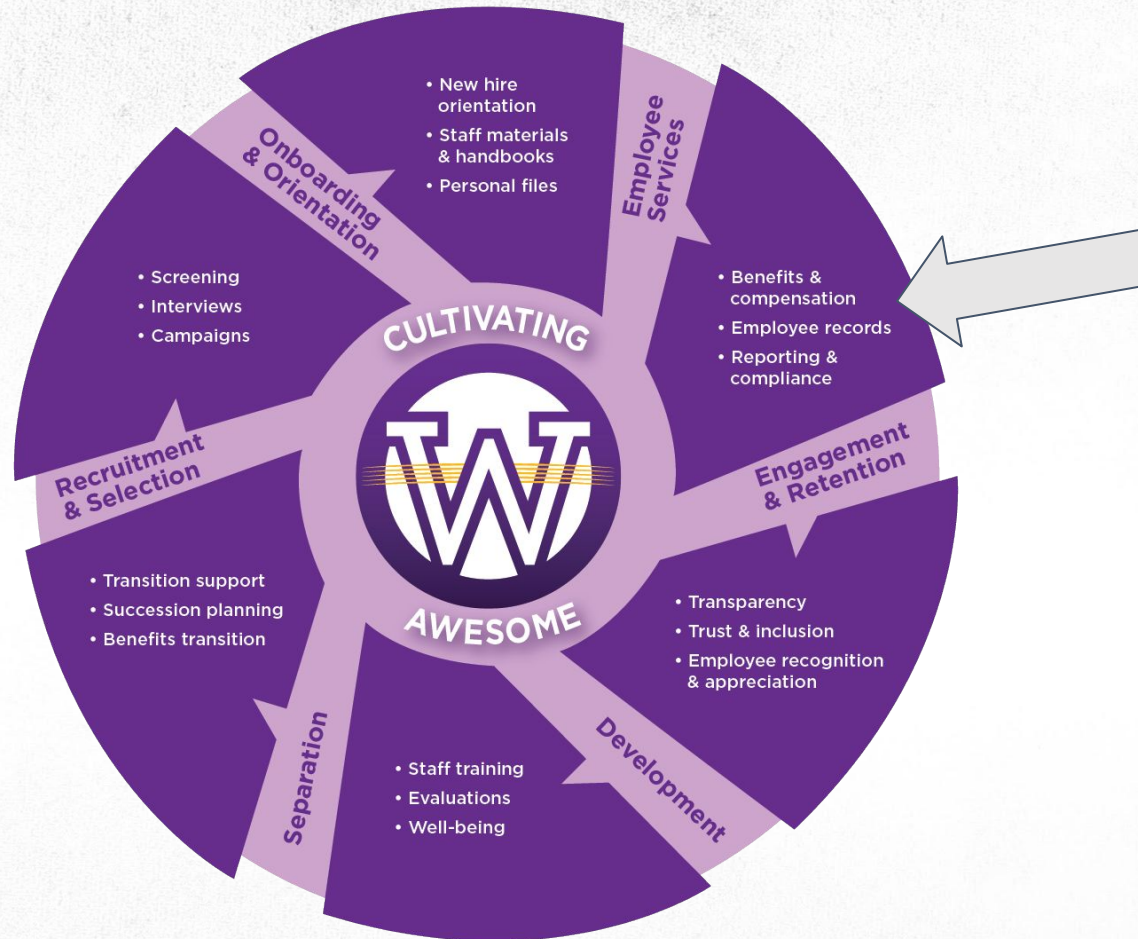 Onboarding
& Orientation
• New hire
orientation
• Staff materials
& handbooks
• Personal files
Employee
Services
• Benefits &
compensation
• Employee records
• Reporting &
compliance
Engagement
& Retention
• Transparency
• Trust & inclusion
• Employee recognition
& appreciation
Development
• Staff training
• Evaluations
• Well-being
Separation
• Transition support
• Succession planning
• Benefits transition
Recruitment
& Selection
• Screening
• Interviews
• Campaigns
CULTIVATING
W
AWESOME